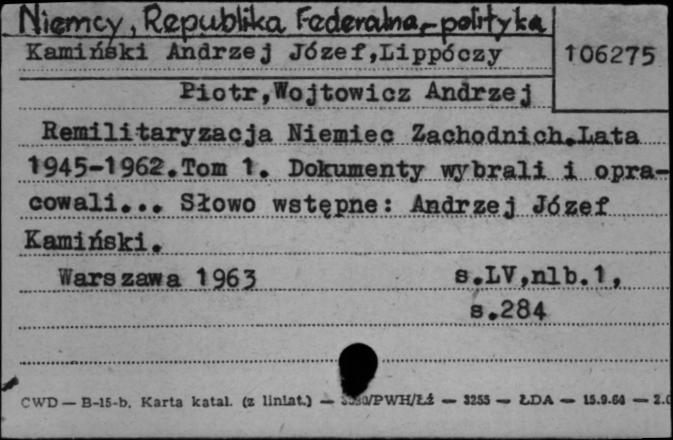 Niemcy, Republika Federalna - polityka
Kamiński Andrzej Józef,Lippóczy
106275
Piotr,Wojtowicz Andrzej
Remilitaryzacja Niemiec Zachodnich.Lata
1945-1962.Tom 1. Dokumenty wybrali i opra-
cowali... Słowo wstępne: Andrzej Józef
Kamiński.
Warszawa 1963 s.LV,nlb.1,
s.284
CWD — B-15-b. Karta katal. (z liniat.) — /PWH/Łź — 3255 — ŁDA — 15.9.64 —